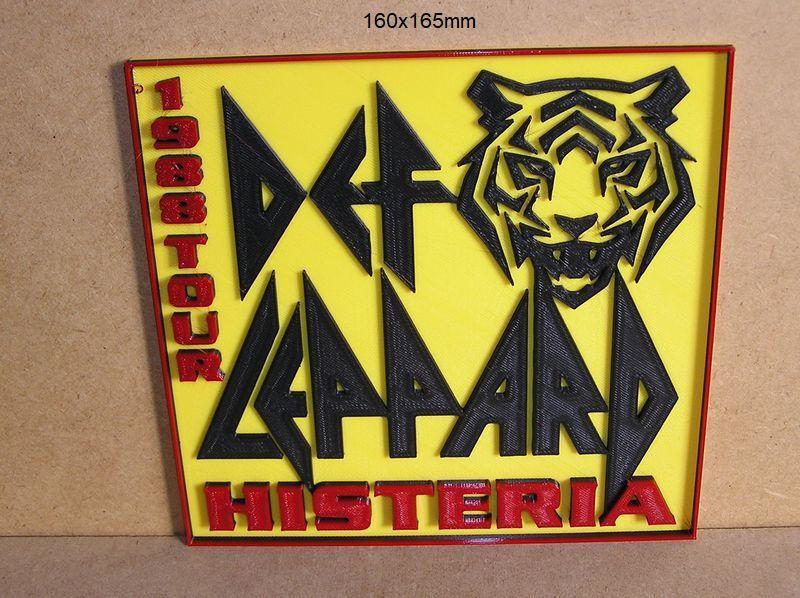 160x165mm
1988 TOUR
DEF
LEPPARD
HISTERIA